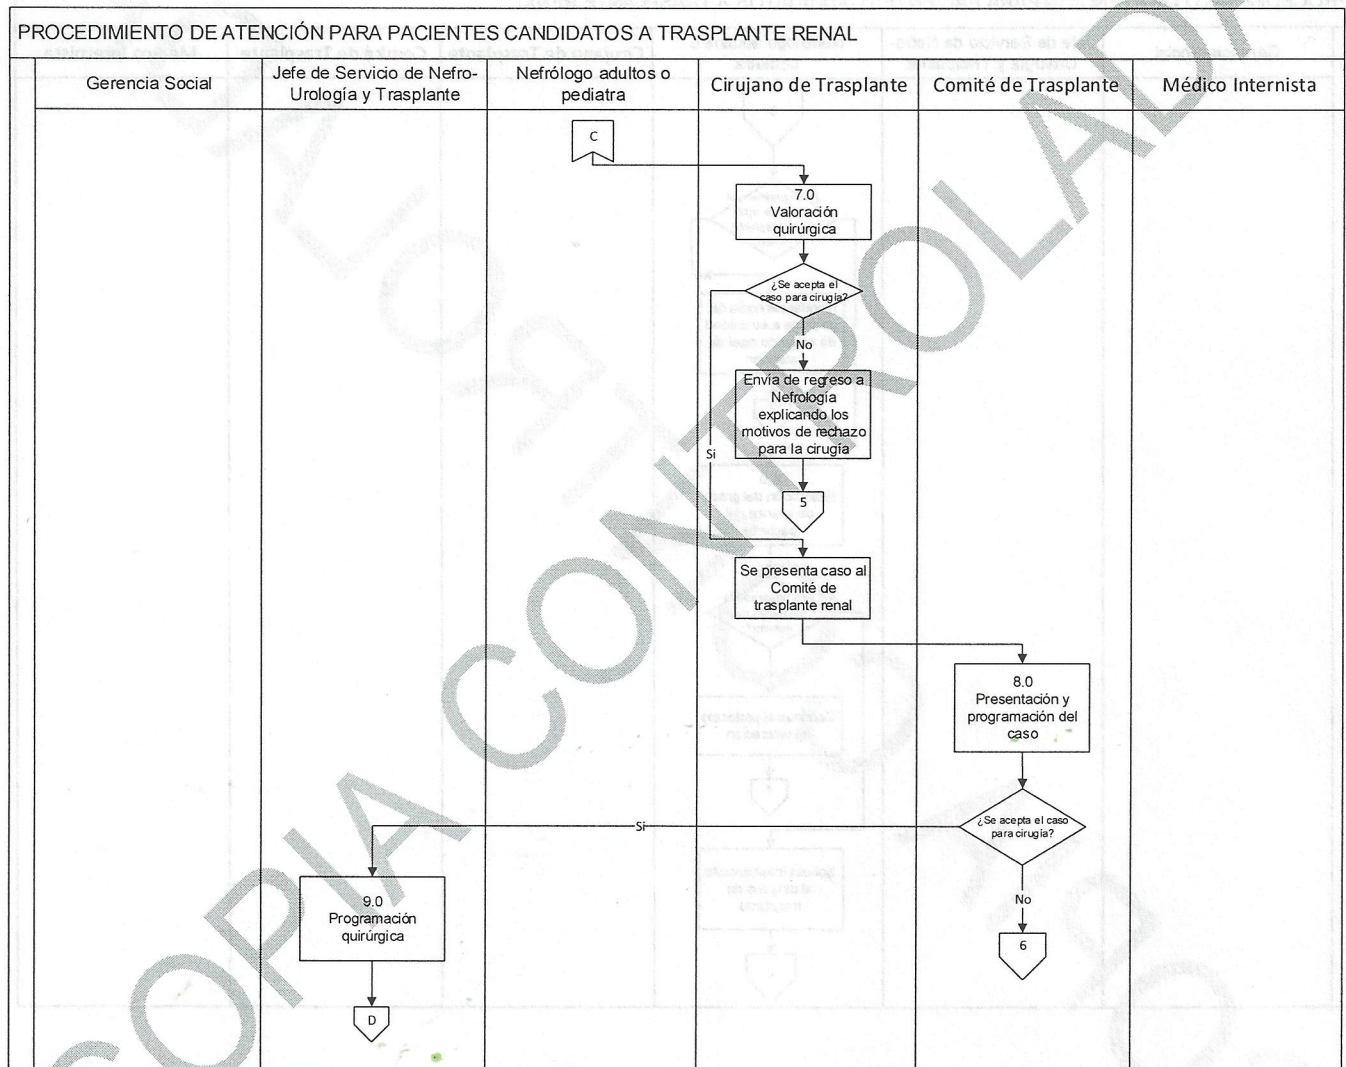 PROCEDIMIENTO DE ATENCIÓN PARA PACIENTES CANDIDATOS A TRASPLANTE RENAL
Gerencia Social
Jefe de Servicio de Nefro-
Urología y Trasplante
Nefrólogo adultos o
pediatra
Cirujano de Trasplante
Comité de Trasplante
Médico Internista
C
7.0
Valoración
quirúrgica
¿Se acepta el
caso para cirugía?
No
Envía de regreso a
Nefrología
explicando los
motivos de rechazo
para la cirugía
Si
5
Se presenta caso al
Comité de
trasplante renal
8.0
Presentación y
programación del
caso
¿Se acepta el caso
para cirugía?
Si
No
9.0
Programación
quirúrgica
6
D
COPIA CONTROLADA